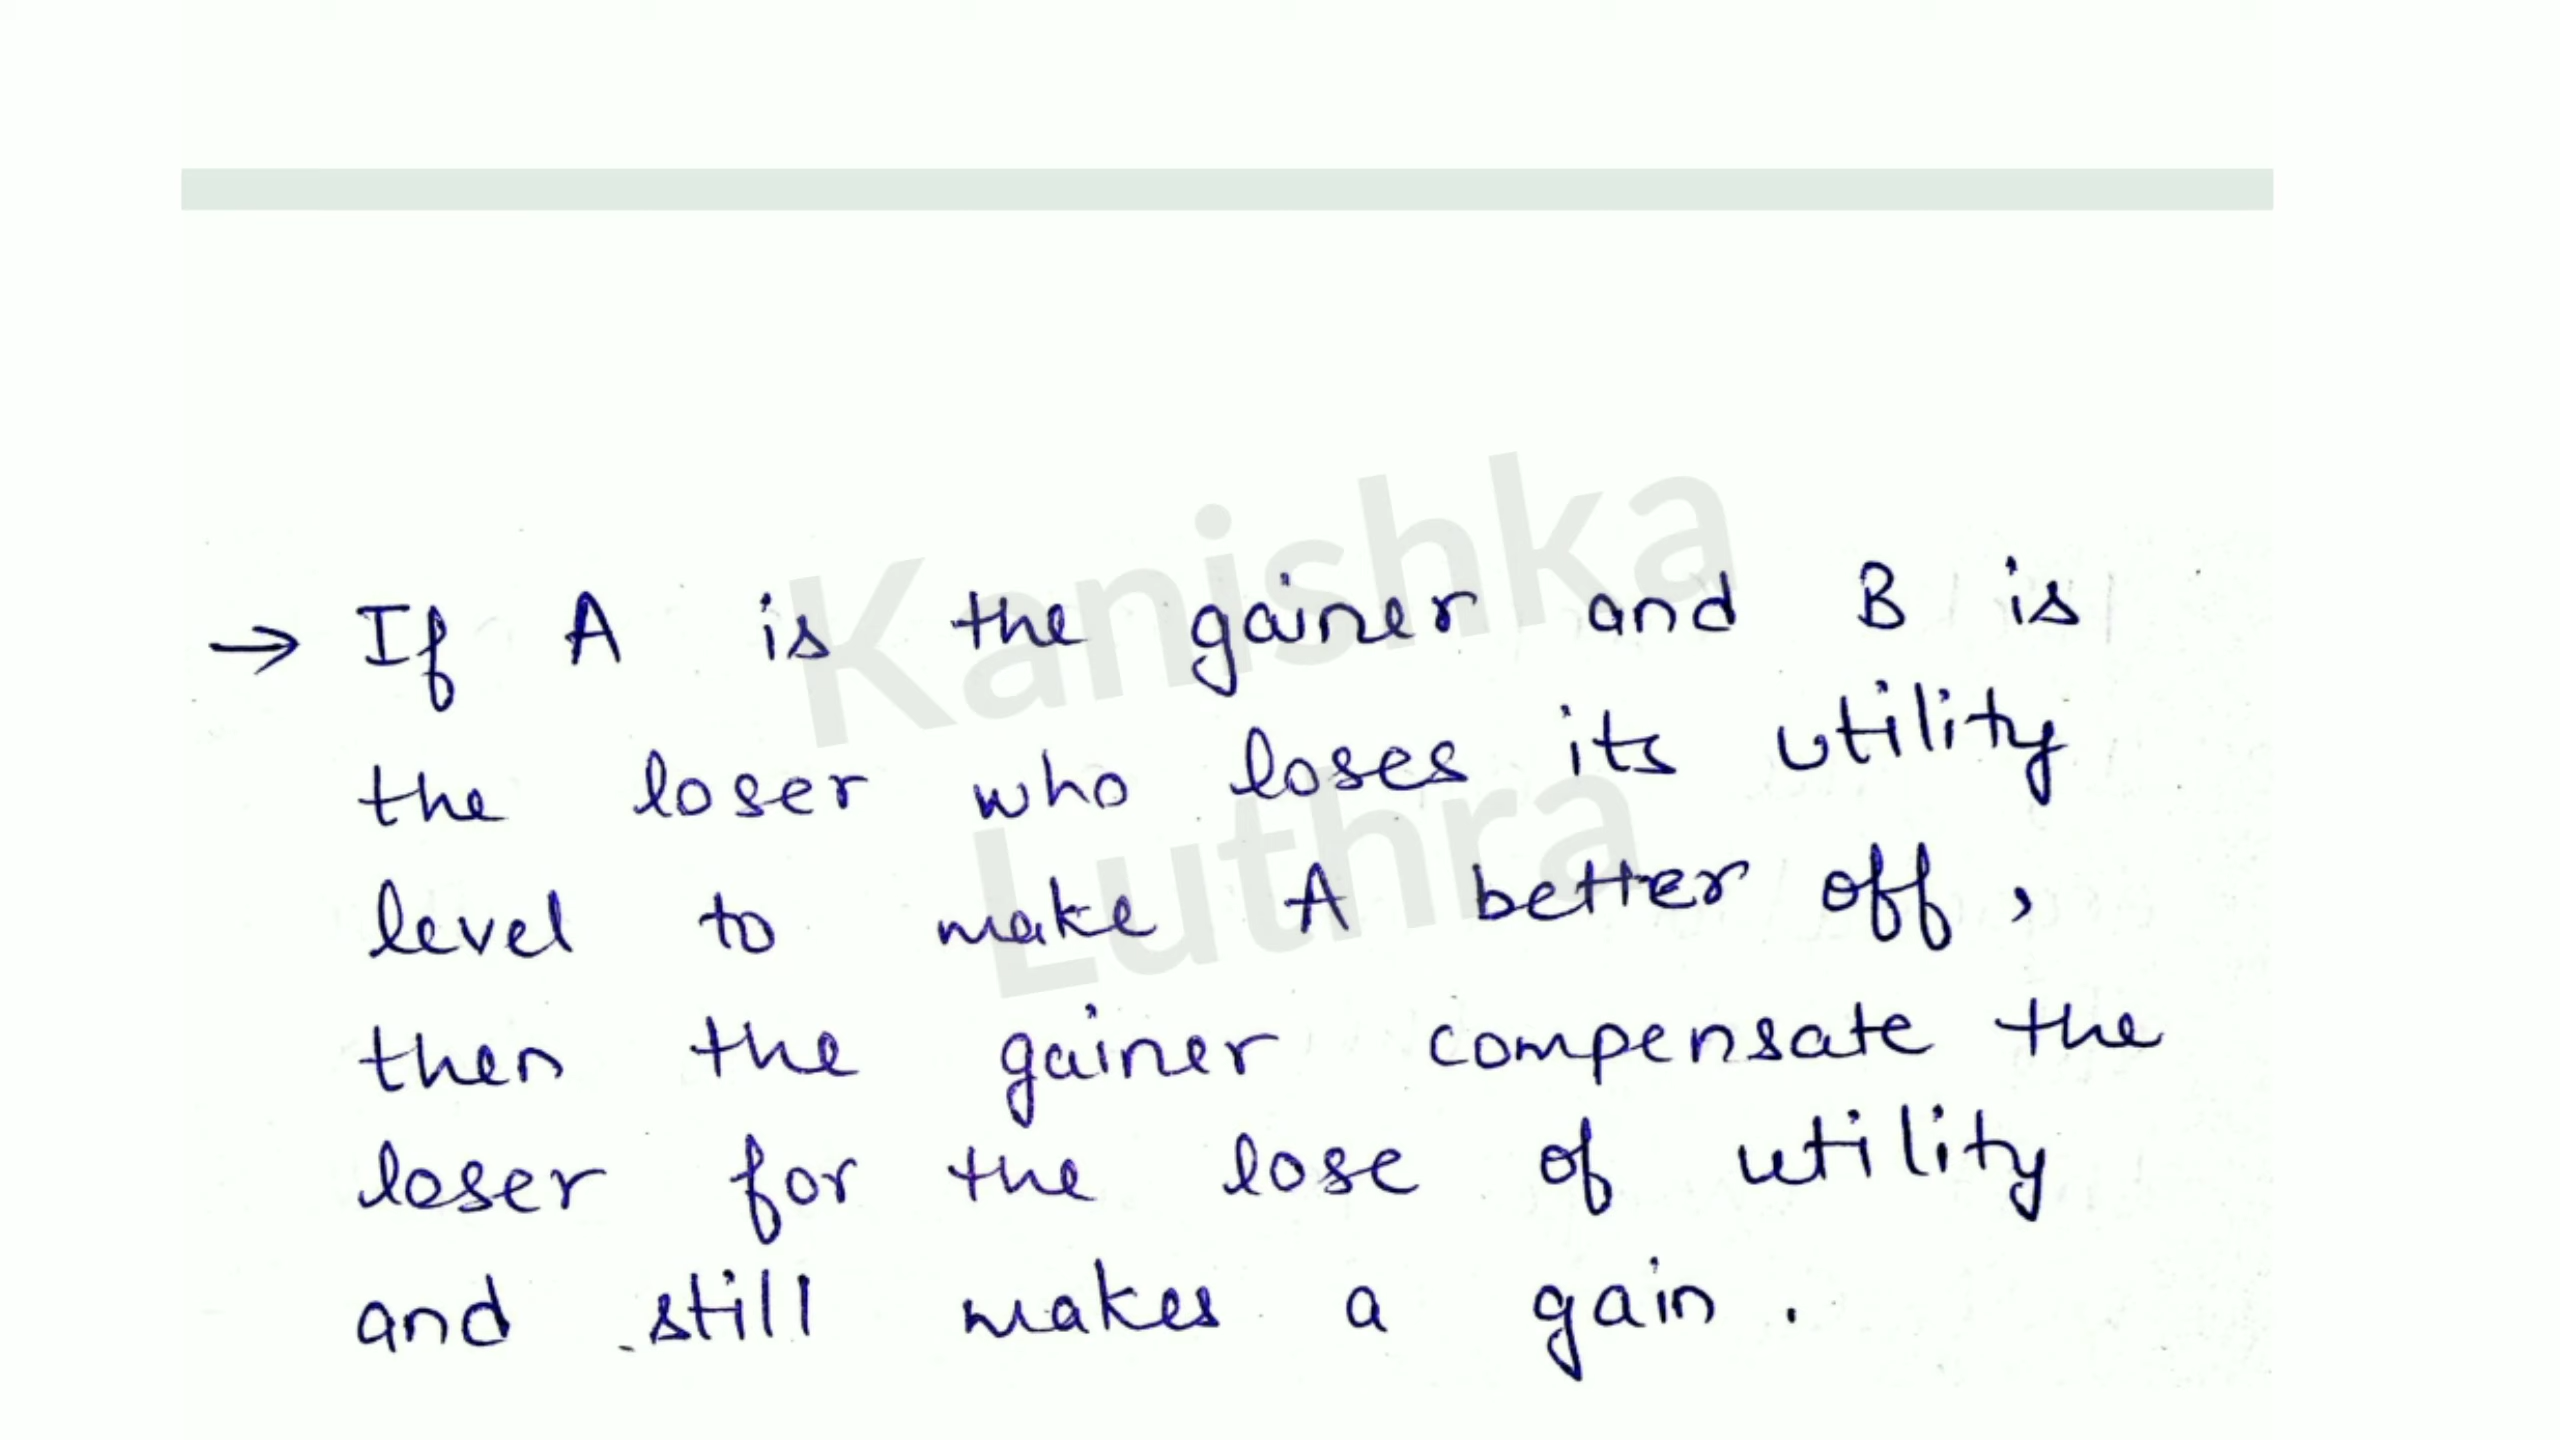 Kanishka
Luthra
→ If A is the gainer and B is
the loser who loses its utility
level to make A better off,
then the gainer compensate the
loser for the lose of utility
and still makes a gain.